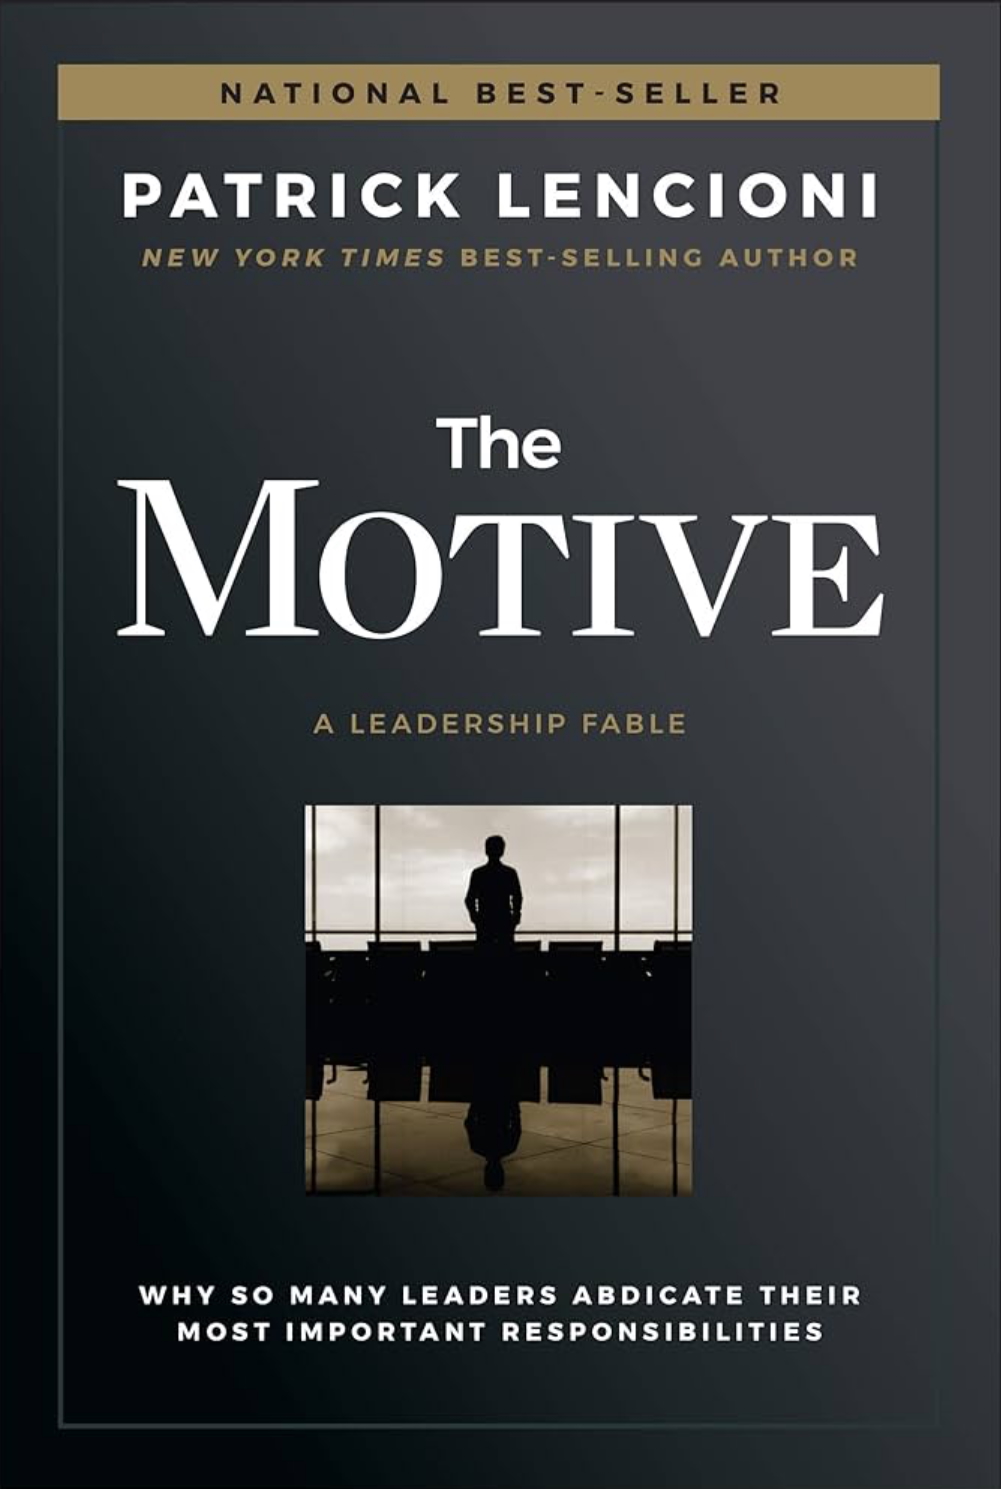 NATIONAL BEST-SELLER
PATRICK LENCIONI
NEW YORK TIMES BEST-SELLING AUTHOR
The
MOTIVE
A LEADERSHIP FABLE
WHY SO MANY LEADERS ABDICATE THEIR
MOST IMPORTANT RESPONSIBILITIES